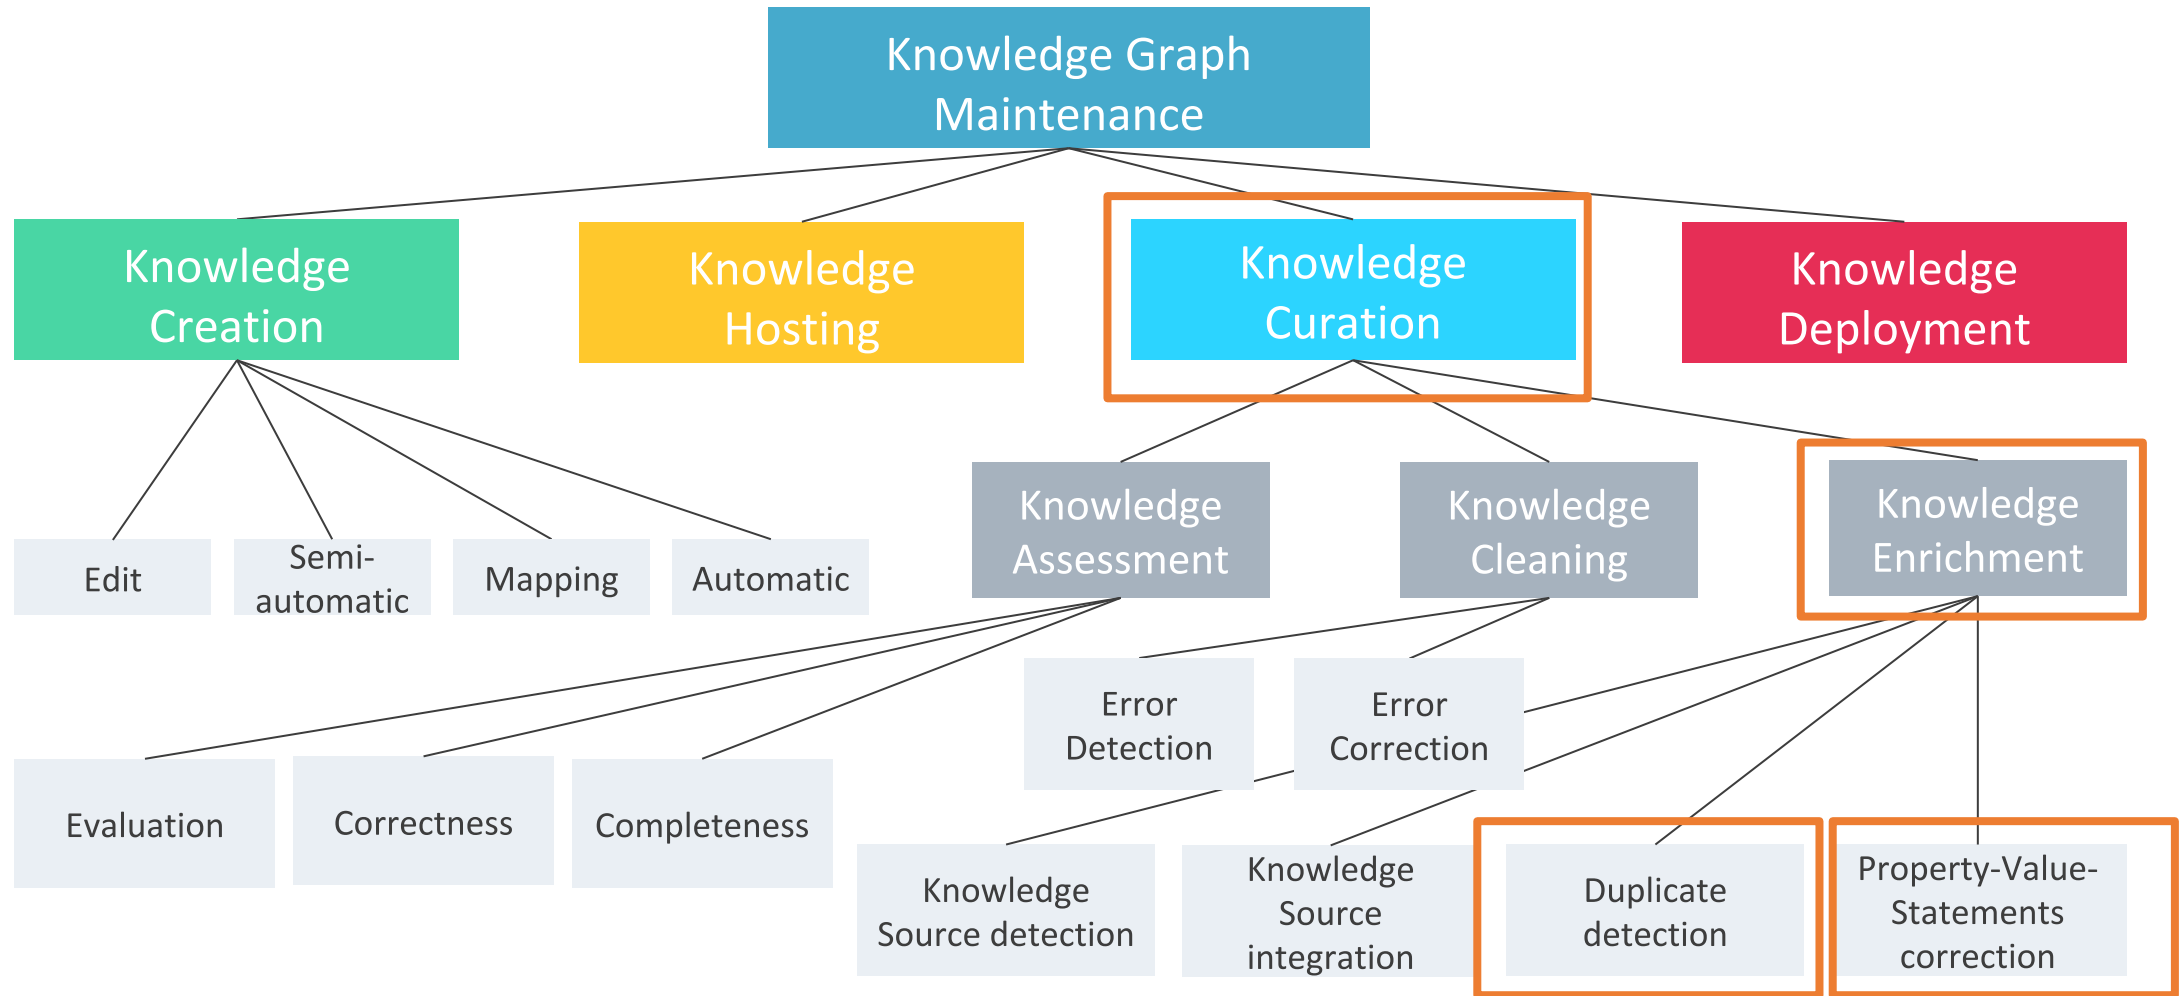 Knowledge Graph
Maintenance
Knowledge
Creation
Knowledge
Hosting
Knowledge
Curation
Knowledge
Deployment
Edit
Semi-
automatic
Mapping
Automatic
Knowledge
Assessment
Knowledge
Cleaning
Knowledge
Enrichment
Evaluation
Correctness
Completeness
Error
Detection
Error
Correction
Knowledge
Source detection
Knowledge
Source
integration
Duplicate
detection
Property-Value-
Statements
correction